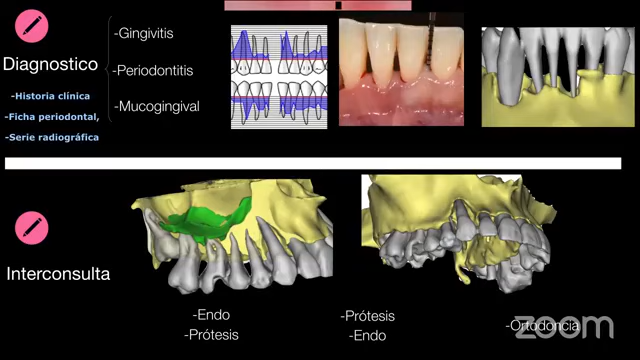 Diagnostico
-Historia clínica
-Ficha periodontal,
-Serie radiográfica
-Gingivitis
-Periodontitis
-Mucogingival
Interconsulta
-Endo
-Prótesis
-Prótesis
-Endo
-Ortodoncia
zoom